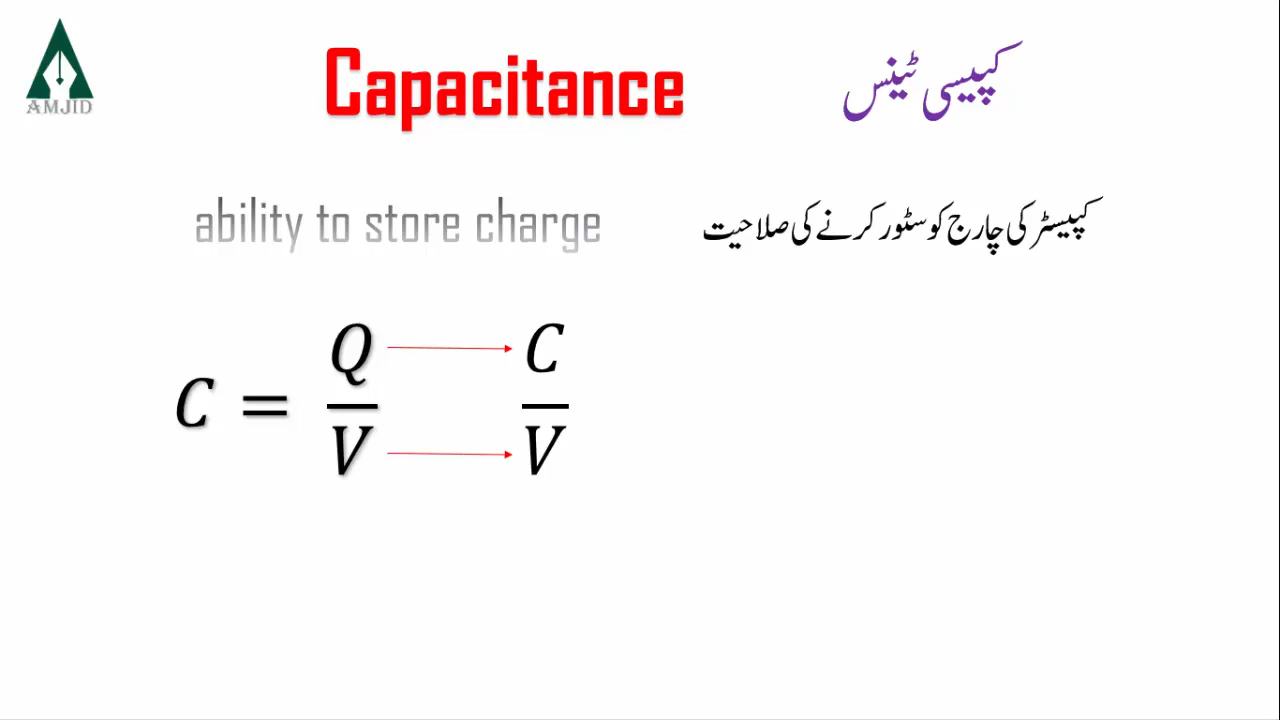 AMJID
Capacitance کپیسی ٹینس
ability to store charge کپیسٹر کی چارج کو سٹور کرنے کی صلاحیت
C = Q/V → C/V